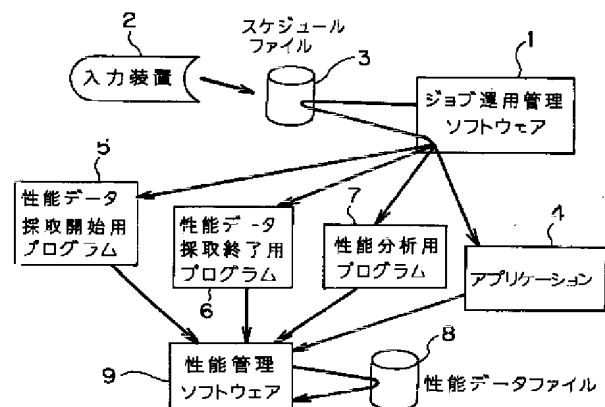 2
入力装置
スケジュール
ファイル
3
1
ジョブ運用管理
ソフトウェア
5
性能データ
採取開始用
プログラム
性能データ
採取終了用
プログラム
6
7
性能分析用
プログラム
4
アプリケーション
9
性能管理
ソフトウェア
8
性能データファイル